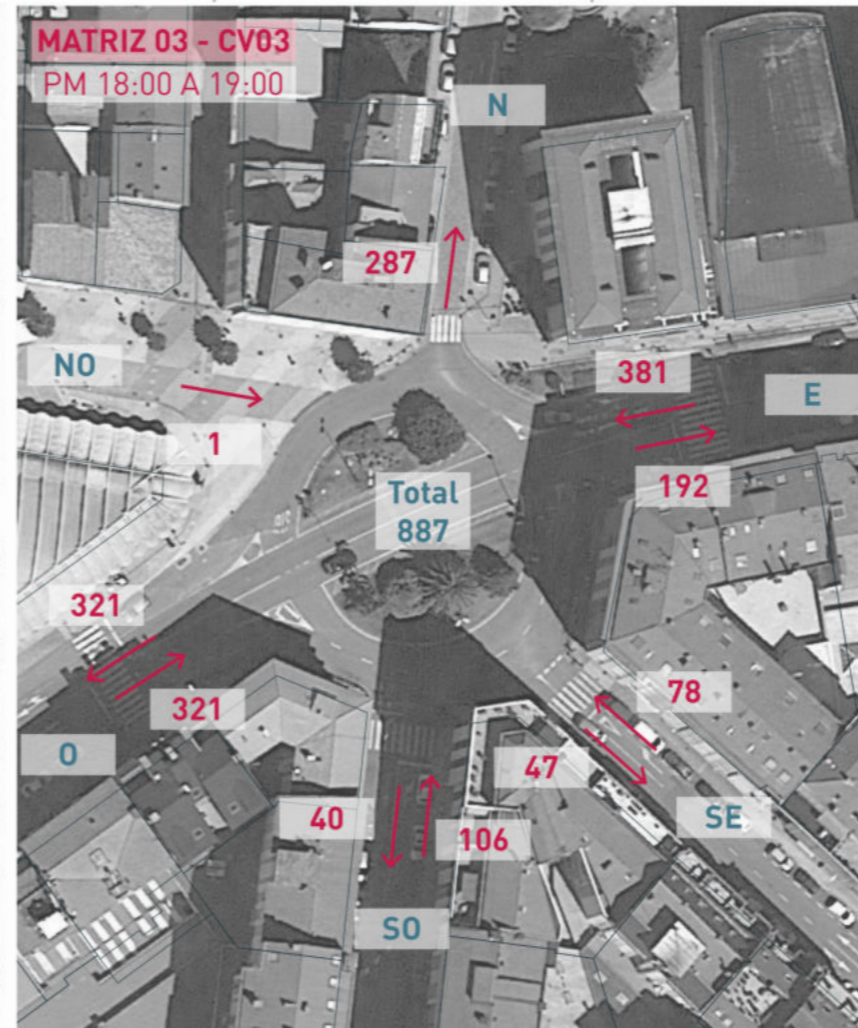 MATRIZ 03 - CV03
PM 18:00 A 19:00
N
287
NO
381
E
1
192
Total
887
321
78
321
O
47
40
106
SE
SO